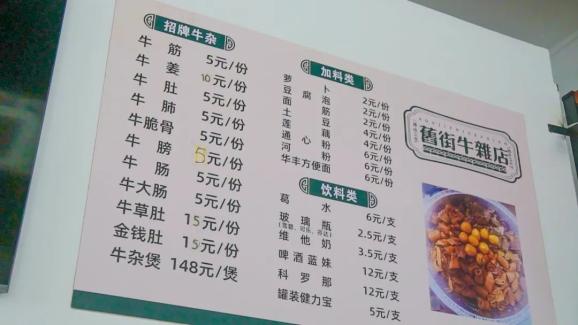 招牌牛杂
牛筋 5元/份
牛姜 10元/份
牛肚 5元/份
牛肺 5元/份
牛脆骨 5元/份
牛膀 5元/份
牛肠 5元/份
牛大肠 5元/份
牛草肚 15元/份
金钱肚 15元/份
牛杂煲 148元/煲
加料类
萝卜 2元/份
豆腐泡 2元/份
面筋 2元/份
土豆 2元/份
莲藕 4元/份
通心粉 4元/份
河粉 6元/份
华丰方便面 6元/份
饮料类
葛水 6元/支
玻璃瓶 2.5元/支
维他奶 3.5元/支
啤酒蓝妹 12元/支
科罗那 12元/支
罐装健力宝 5元/支
舊街牛雜店